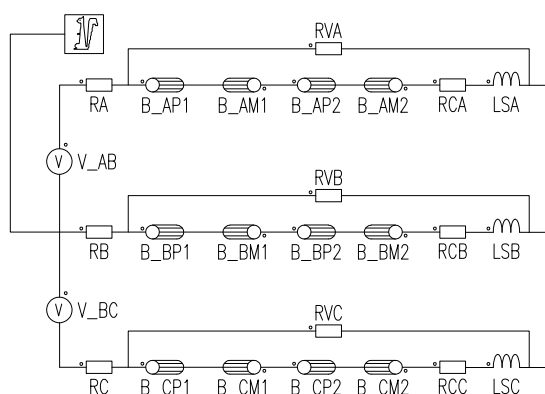 RVA
RA B_AP1 B_AM1 B_AP2 B_AM2 RCA LSA
V V_AB
RVB
RB B_BP1 B_BM1 B_BP2 B_BM2 RCB LSB
V V_BC
RVC
RC B_CP1 B_CM1 B_CP2 B_CM2 RCC LSC